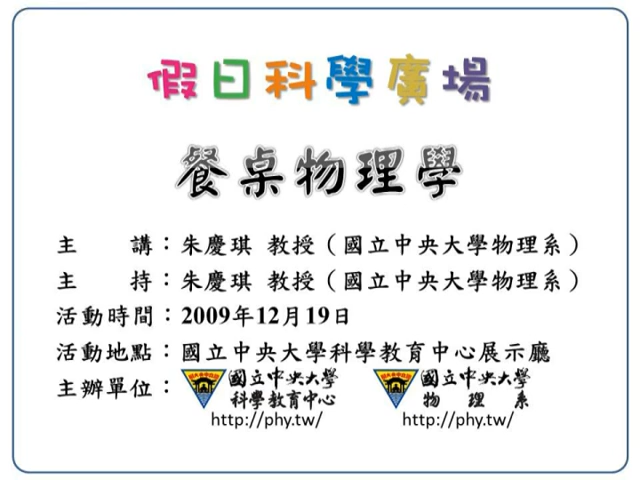 假日科學廣場
餐桌物理學
主　　講：朱慶琪 教授（國立中央大學物理系）
主　　持：朱慶琪 教授（國立中央大學物理系）
活動時間：2009年12月19日
活動地點：國立中央大學科學教育中心展示廳
主辦單位：
國立中央大學
科學教育中心
http://phy.tw/
國立中央大學
物　理　系
http://phy.tw/